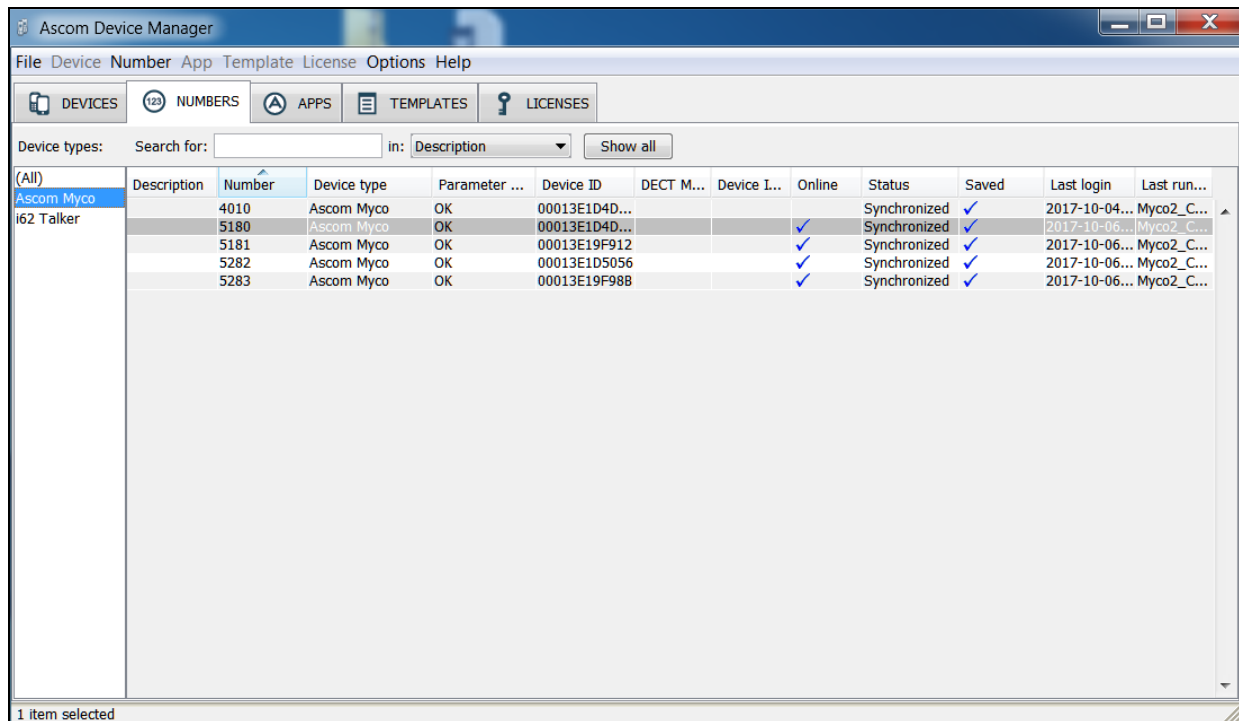 Ascom Device Manager
File Device Number App Template License Options Help
DEVICES 123 NUMBERS A APPS TEMPLATES LICENSES
Device types: Search for: in: Description Show all
(All)
Ascom Myco
i62 Talker
Description Number Device type Parameter ... Device ID DECT M... Device I... Online Status Saved Last login Last run...
4010 Ascom Myco OK 00013E1D4D... Synchronized ✓ 2017-10-04... Myco2_C...
5180 Ascom Myco OK 00013E1D4D... ✓ Synchronized ✓ 2017-10-06... Myco2_C...
5181 Ascom Myco OK 00013E19F912 ✓ Synchronized ✓ 2017-10-06... Myco2_C...
5282 Ascom Myco OK 00013E1D5056 ✓ Synchronized ✓ 2017-10-06... Myco2_C...
5283 Ascom Myco OK 00013E19F98B ✓ Synchronized ✓ 2017-10-06... Myco2_C...
1 item selected